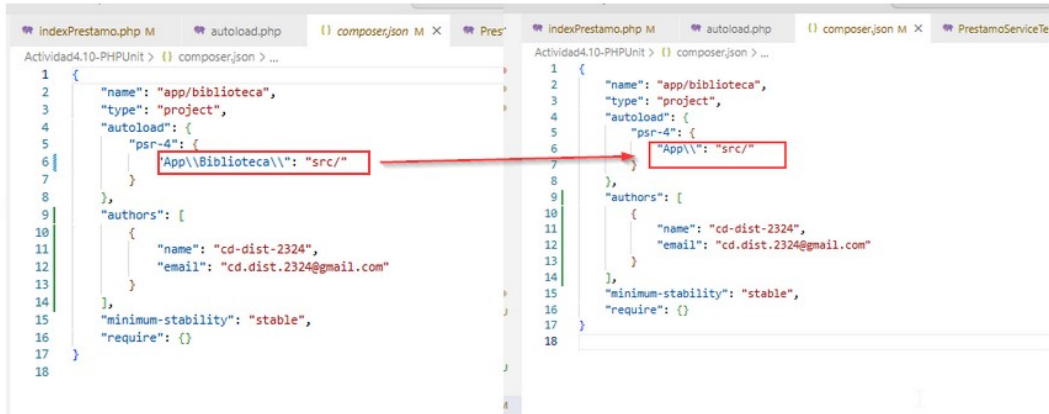 indexPrestamo.php M autoload.php {} composer.json M × Pres
Actividad4.10-PHPUnit > {} composer.json > ...
1 {
2 "name": "app/biblioteca",
3 "type": "project",
4 "autoload": {
5 "psr-4": {
6 "App\\Biblioteca\\": "src/"
7 }
8 },
9 "authors": [
10 {
11 "name": "cd-dist-2324",
12 "email": "cd.dist.2324@gmail.com"
13 }
14 ],
15 "minimum-stability": "stable",
16 "require": {}
17 }
18
indexPrestamo.php M autoload.php {} composer.json M × PrestamoServiceTe
Actividad4.10-PHPUnit > {} composer.json > ...
1 {
2 "name": "app/biblioteca",
3 "type": "project",
4 "autoload": {
5 "psr-4": {
6 "App\\": "src/"
7 }
8 },
9 "authors": [
10 {
11 "name": "cd-dist-2324",
12 "email": "cd.dist.2324@gmail.com"
13 }
14 ],
15 "minimum-stability": "stable",
16 "require": {}
17 }
18